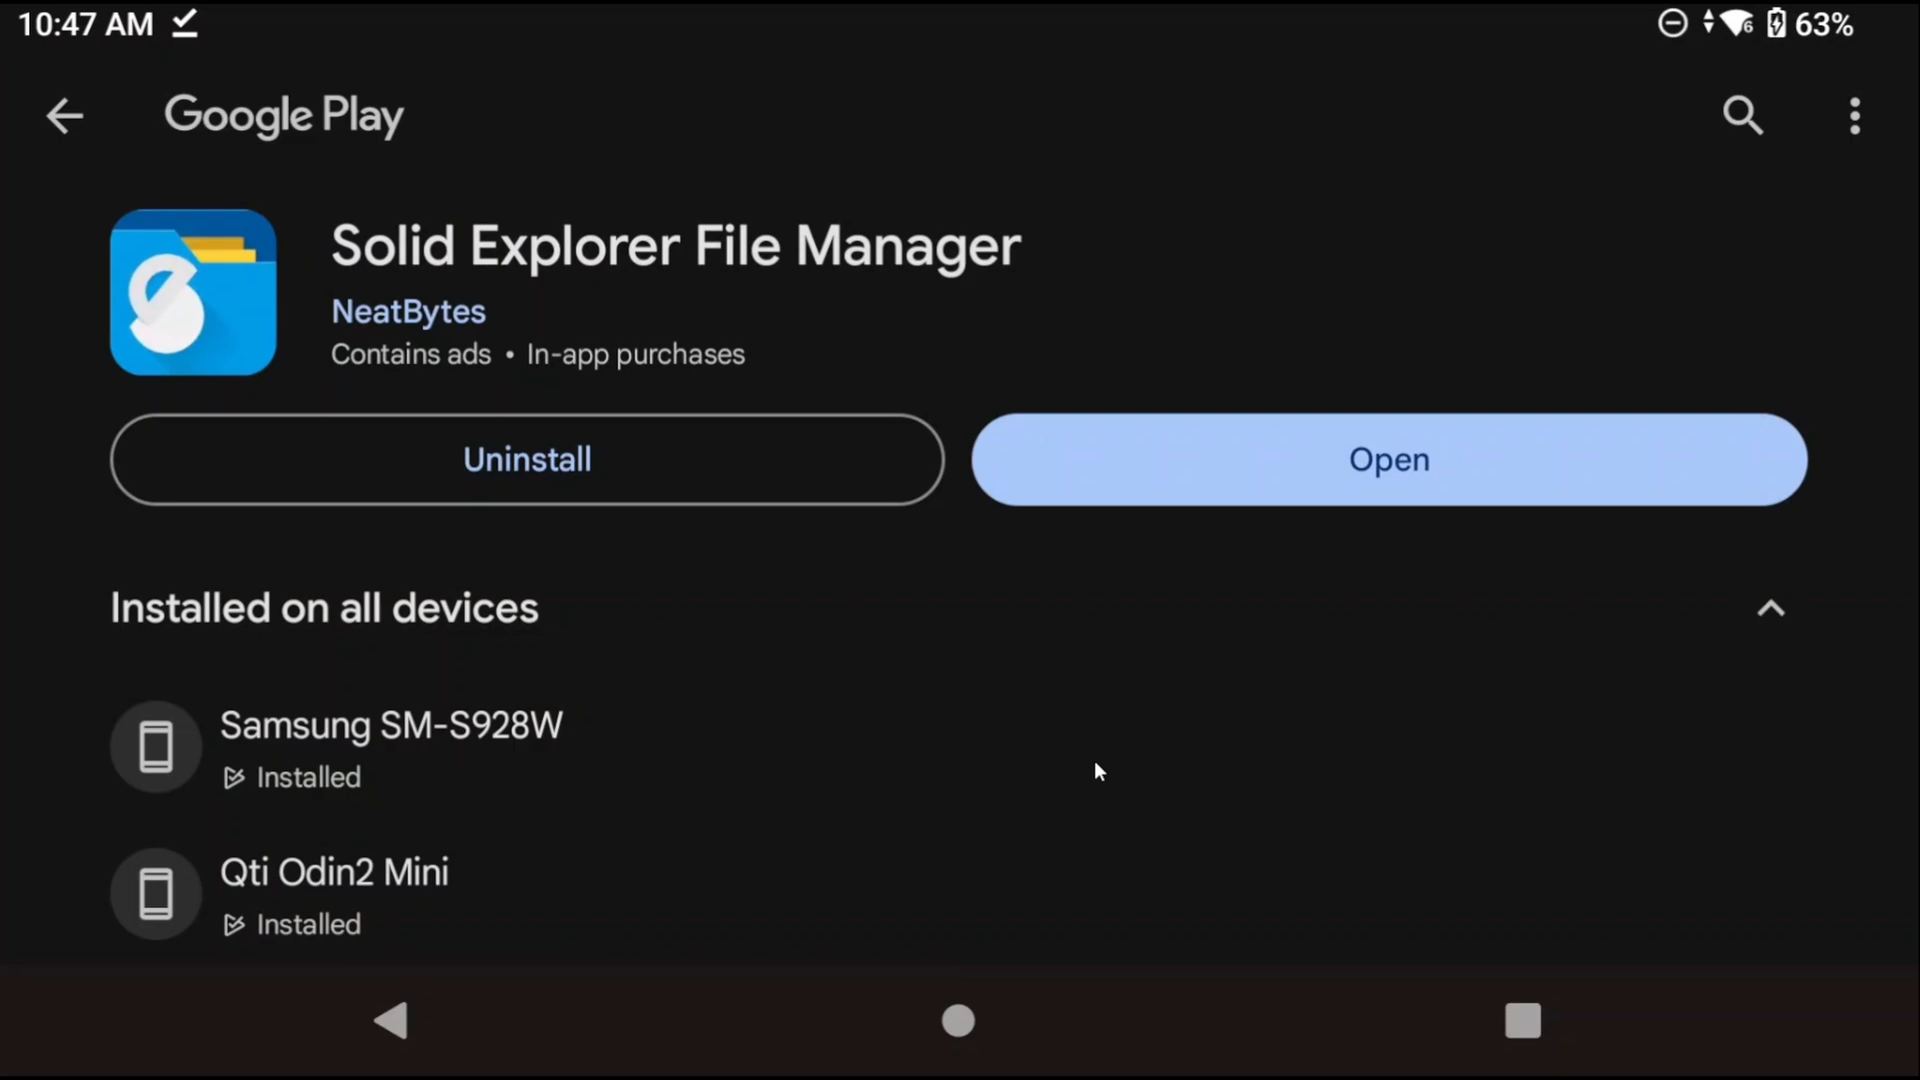 10:47 AM
6 63%
Google Play
Solid Explorer File Manager
NeatBytes
Contains ads • In-app purchases
Uninstall
Open
Installed on all devices
Samsung SM-S928W
Installed
Qti Odin2 Mini
Installed